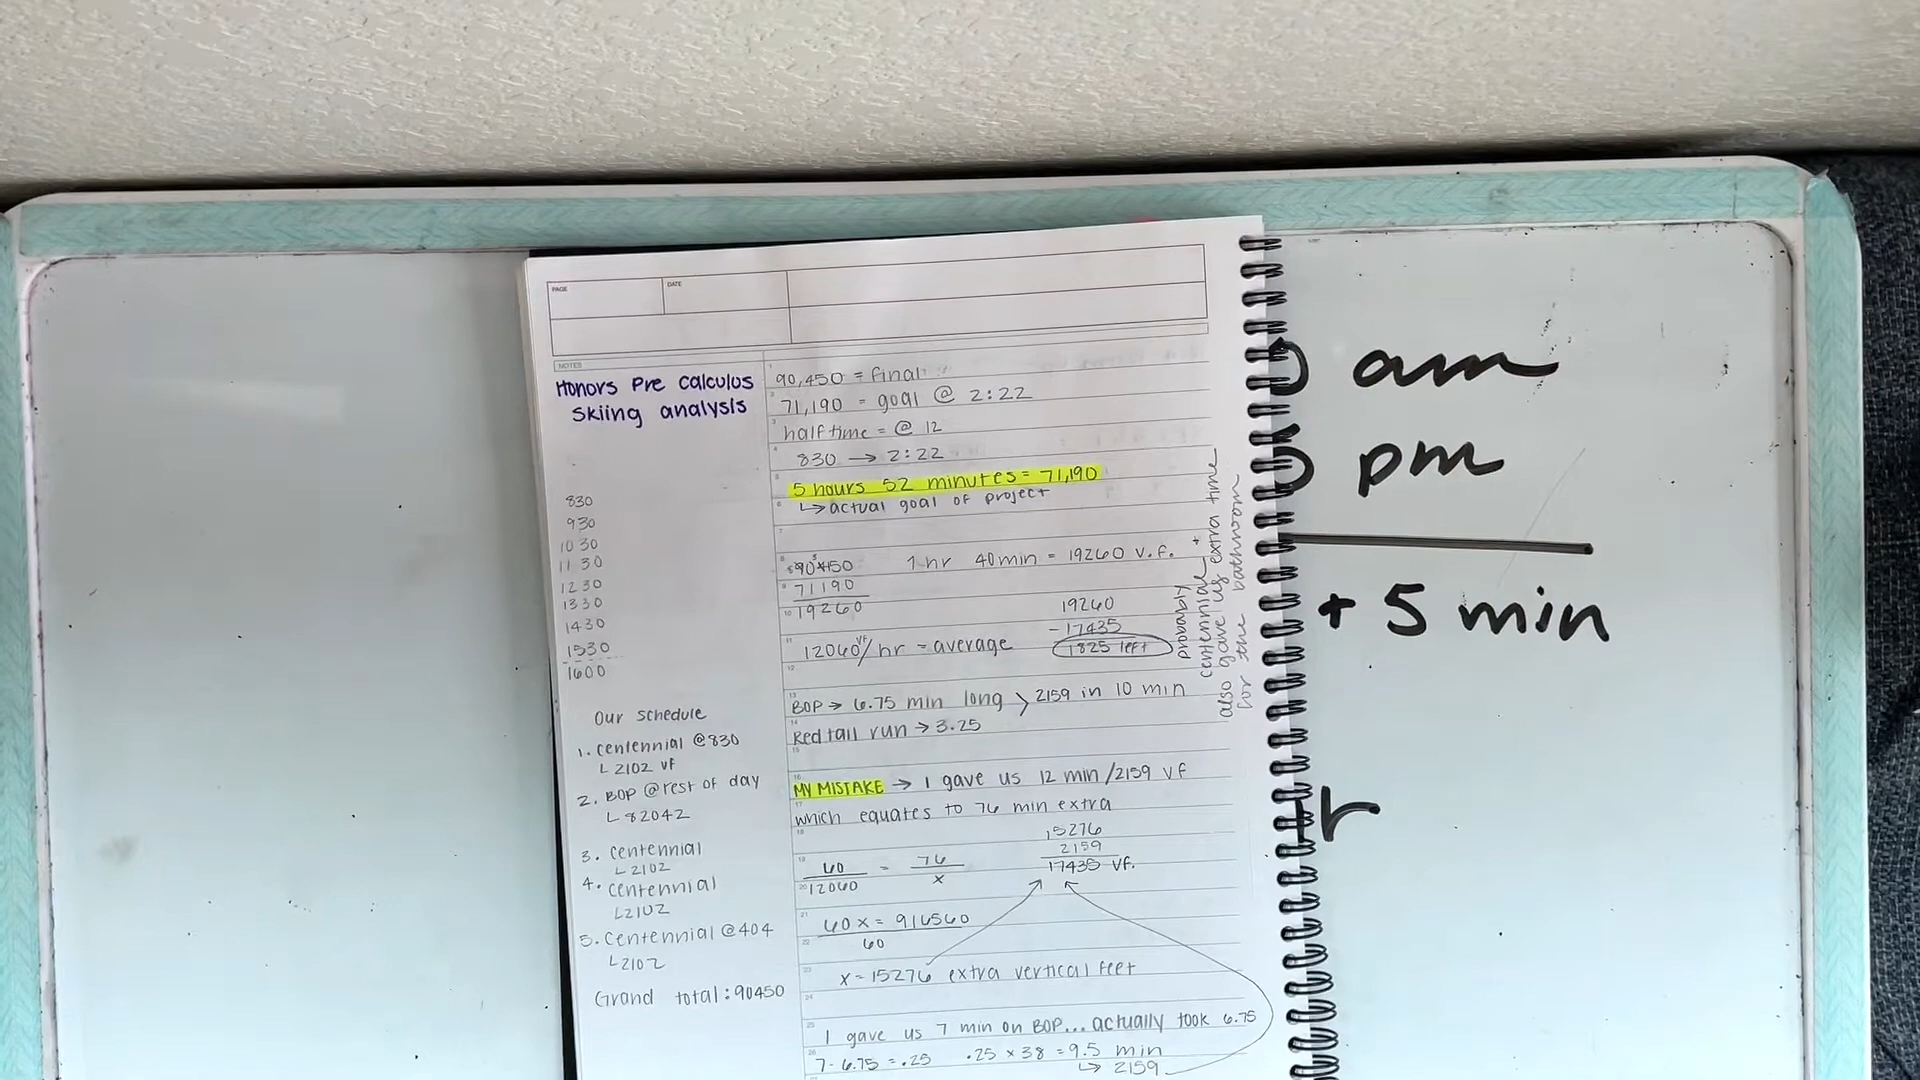 PAGE
DATE
NOTES
Honors Pre Calculus
Skiing analysis
830
930
1030
1130
1230
1330
1430
1530
1600
Our schedule
1. centennial @830
↳ 2102 vf
2. BOP @rest of day
↳ 82042
3. centennial
↳ 2102
4. centennial
↳ 2102
5. centennial @404
↳ 2102
Grand total: 90450
90,450 = final
71,190 = goal @ 2:22
halftime = @ 12
830 → 2:22
5 hours 52 minutes = 71,190
↳ actual goal of project
90450 1 hr 40min = 19260 v.f.
71190
19260
12060 VF/hr = average
19260
- 17435
1825 left
BOP → 6.75 min long > 2159 in 10 min
Red tail run → 3.25
MY MISTAKE → I gave us 12 min/2159 vf
which equates to 76 min extra
60 / 12060 = 76 / x
15276
2159
17435 vf.
60x = 916560
60
x = 15276 extra vertical feet
I gave us 7 min on BOP... actually took 6.75
7 - 6.75 = .25 .25 x 38 = 9.5 min
↳ 2159
probably
centennial +
also gave us extra time
for the bathroom
am
pm
+ 5 min
r